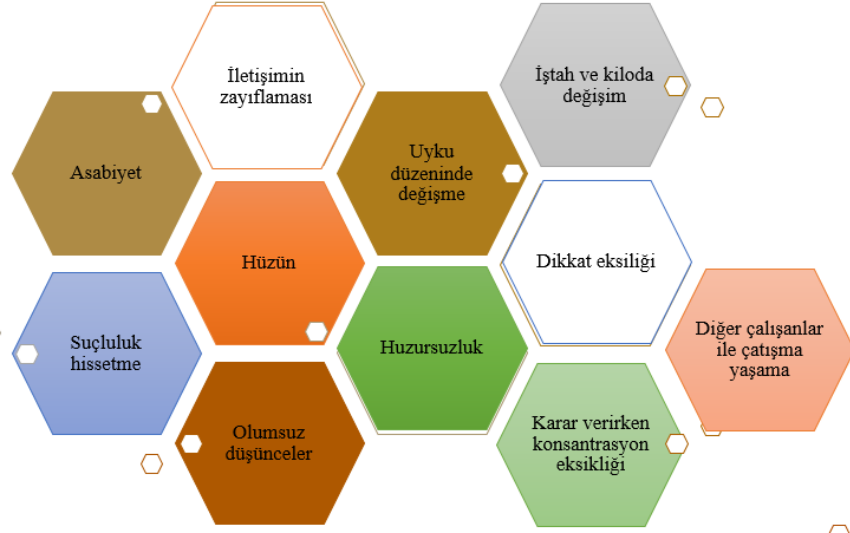 İletişimin
zayıflaması
İştah ve kiloda
değişim
Asabiyet
Uyku
düzeninde
değişme
Hüzün
Dikkat eksiliği
Suçluluk
hissetme
Huzursuzluk
Diğer çalışanlar
ile çatışma
yaşama
Olumsuz
düşünceler
Karar verirken
konsantrasyon
eksikliği